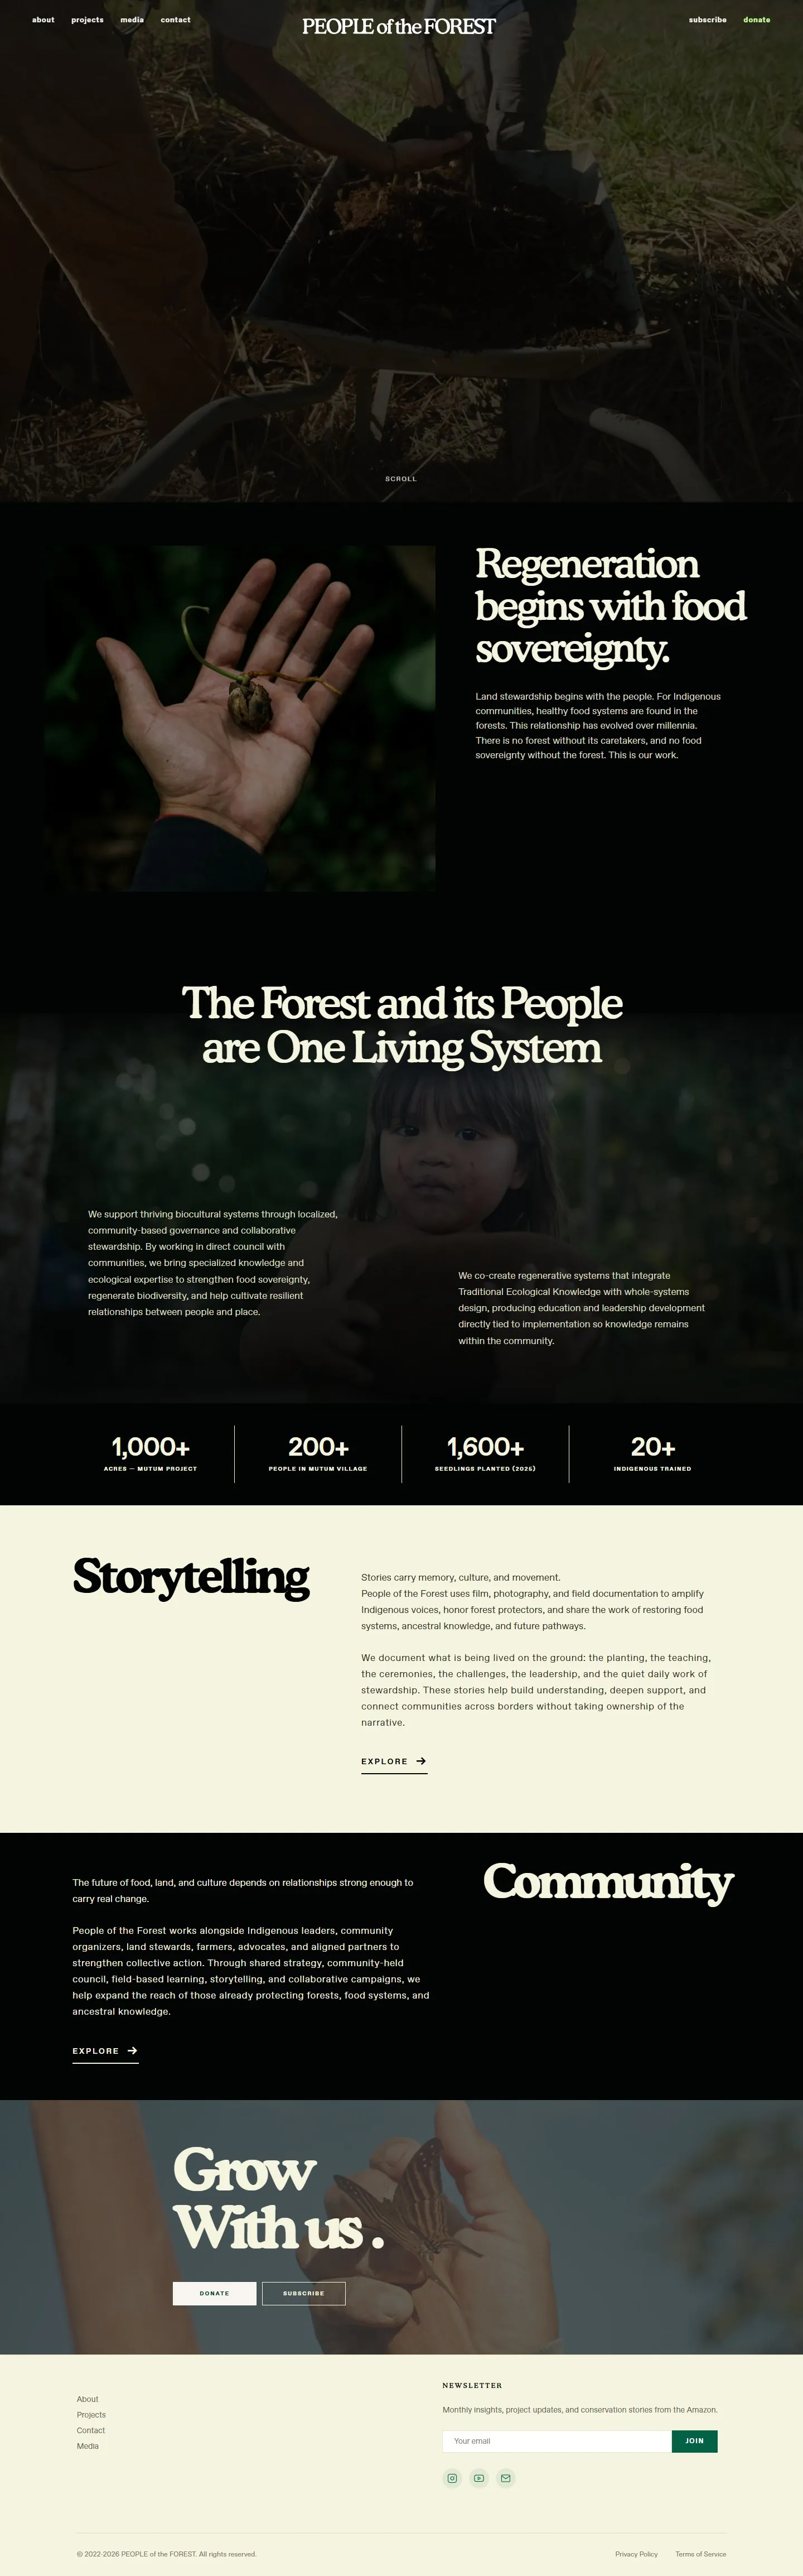 about projects media contact PEOPLE of the FOREST subscribe donate
SCROLL
Regeneration
begins with food
sovereignty.
Land stewardship begins with the people. For Indigenous
communities, healthy food systems are found in the
forests. This relationship has evolved over millennia.
There is no forest without its caretakers, and no food
sovereignty without the forest. This is our work.
The Forest and its People
are One Living System
We support thriving biocultural systems through localized,
community-based governance and collaborative
stewardship. By working in direct council with
communities, we bring specialized knowledge and
ecological expertise to strengthen food sovereignty,
regenerate biodiversity, and help cultivate resilient
relationships between people and place.
We co-create regenerative systems that integrate
Traditional Ecological Knowledge with whole-systems
design, producing education and leadership development
directly tied to implementation so knowledge remains
within the community.
1,000+
ACRES — MUTUM PROJECT
200+
PEOPLE IN MUTUM VILLAGE
1,600+
SEEDLINGS PLANTED (2025)
20+
INDIGENOUS TRAINED
Storytelling
Stories carry memory, culture, and movement.
People of the Forest uses film, photography, and field documentation to amplify
Indigenous voices, honor forest protectors, and share the work of restoring food
systems, ancestral knowledge, and future pathways.
We document what is being lived on the ground: the planting, the teaching,
the ceremonies, the challenges, the leadership, and the quiet daily work of
stewardship. These stories help build understanding, deepen support, and
connect communities across borders without taking ownership of the
narrative.
EXPLORE →
Community
The future of food, land, and culture depends on relationships strong enough to
carry real change.
People of the Forest works alongside Indigenous leaders, community
organizers, land stewards, farmers, advocates, and aligned partners to
strengthen collective action. Through shared strategy, community-held
council, field-based learning, storytelling, and collaborative campaigns, we
help expand the reach of those already protecting forests, food systems, and
ancestral knowledge.
EXPLORE →
Grow
With us .
DONATE SUBSCRIBE
About
Projects
Contact
Media
NEWSLETTER
Monthly insights, project updates, and conservation stories from the Amazon.
Your email JOIN
© 2022-2026 PEOPLE of the FOREST. All rights reserved.
Privacy Policy Terms of Service